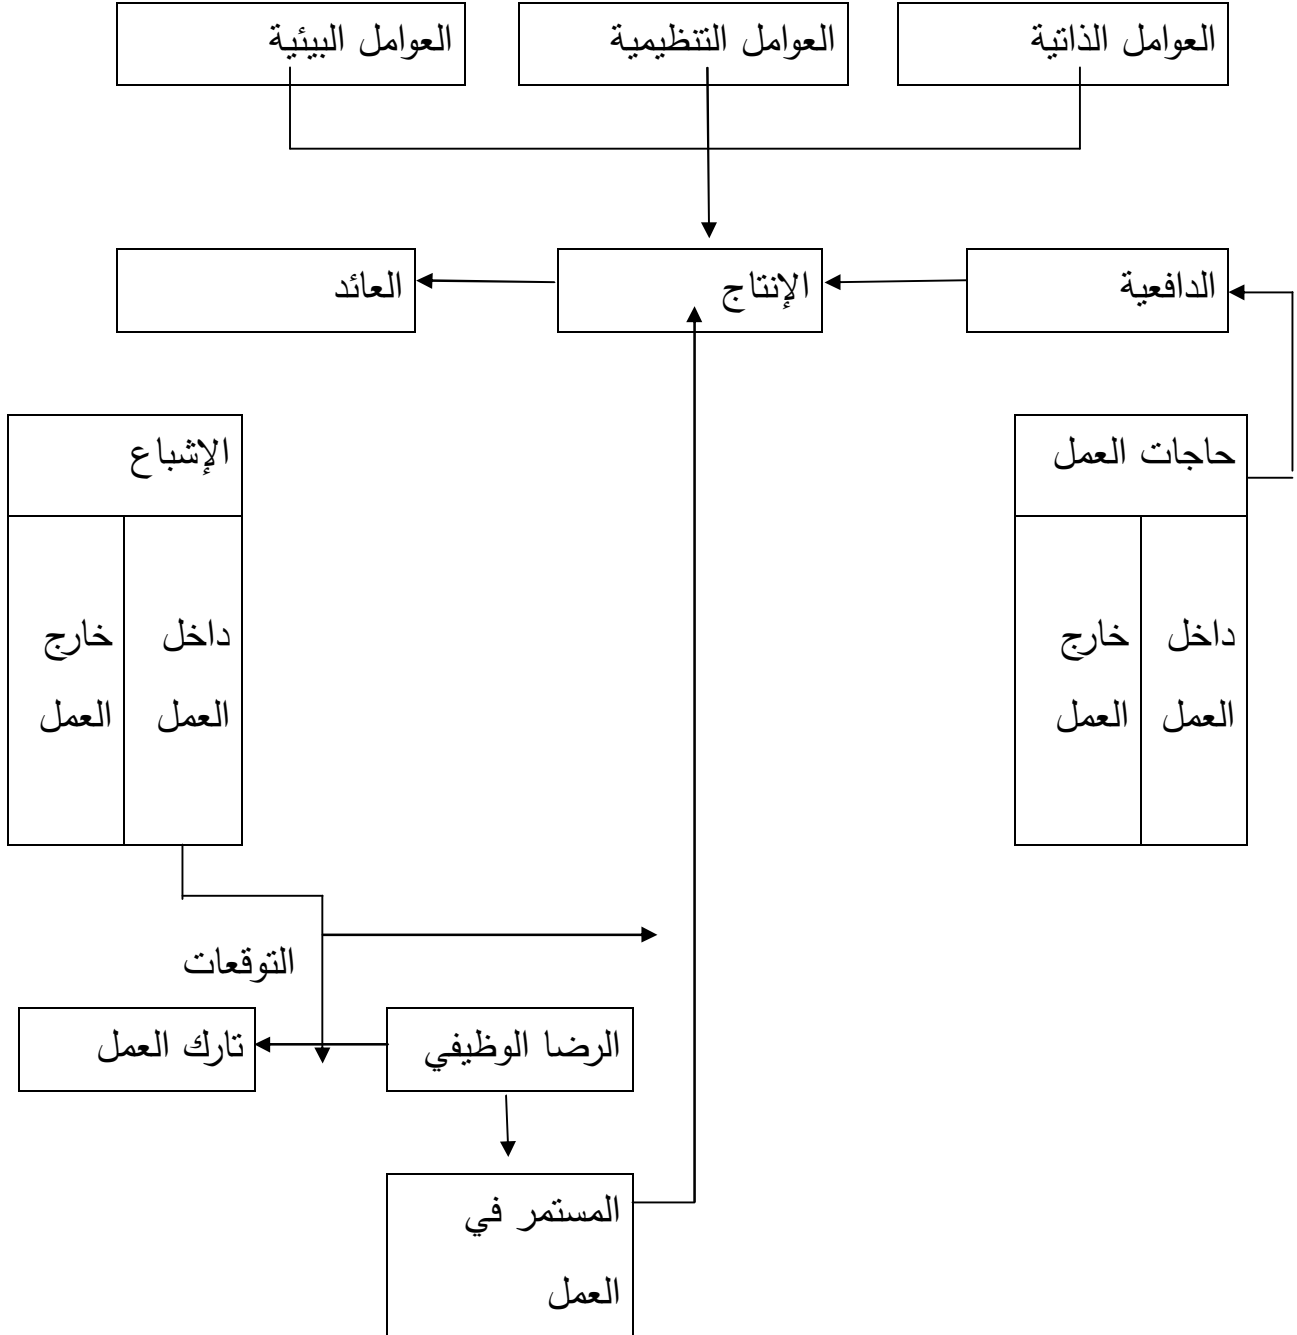 العوامل الذاتية
العوامل التنظيمية
العوامل البيئية
الدافعية
الإنتاج
العائد
حاجات العمل
داخل
العمل
خارج
العمل
الإشباع
داخل
العمل
خارج
العمل
التوقعات
الرضا الوظيفي
تارك العمل
المستمر في
العمل